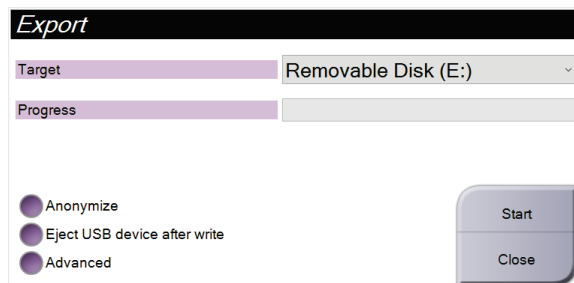 Export
Target
Removable Disk (E:)
Progress
Anonymize
Eject USB device after write
Advanced
Start
Close